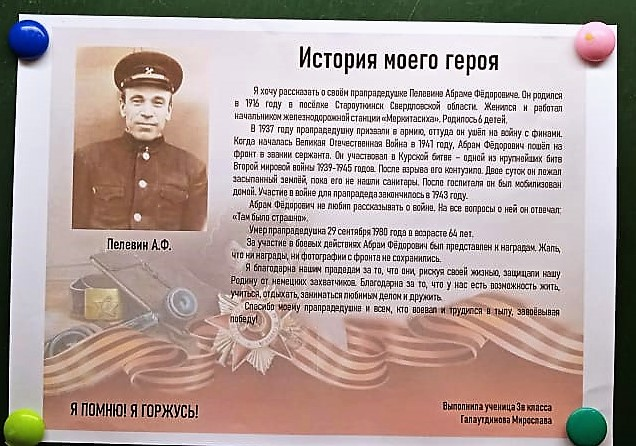 История моего героя
Я хочу рассказать о своём прапрадедушке Пелевине Абраме Фёдоровиче. Он родился
в 1916 году в посёлке Староуткинск Свердловской области. Женился и работал
начальником железнодорожной станции «Меркитасиха». Родилось 6 детей.
В 1937 году прапрадедушку призвали в армию, оттуда он ушёл на войну с финами.
Когда началась Великая Отечественная Война в 1941 году, Абрам Фёдорович пошёл на
фронт в звании сержанта. Он участвовал в Курской битве – одной из крупнейших битв
Второй мировой войны 1939-1945 годов. После взрыва его контузило. Двое суток он лежал
засыпанный землёй, пока его не нашли санитары. После госпиталя он был мобилизован
домой. Участие в войне для прапрадеда закончилось в 1943 году.
Абрам Фёдорович не любил рассказывать о войне. На все вопросы о ней он отвечал:
«Там было страшно».
Умер прапрадедушка 29 сентября 1980 года в возрасте 64 лет.
За участие в боевых действиях Абрам Фёдорович был представлен к наградам. Жаль,
что ни награды, ни фотографии с фронта не сохранились.
Я благодарна нашим прадедам за то, что они, рискуя своей жизнью, защищали нашу
Родину от немецких захватчиков. Благодарна за то, что у нас есть возможность жить,
учиться, отдыхать, заниматься любимым делом и дружить.
Спасибо моему прапрадедушке и всем, кто воевал и трудился в тылу, завоёвывая
победу!
Пелевин А.Ф.
Я ПОМНЮ! Я ГОРЖУСЬ!
Выполнила ученица 3в класса
Галаутдинова Мирослава